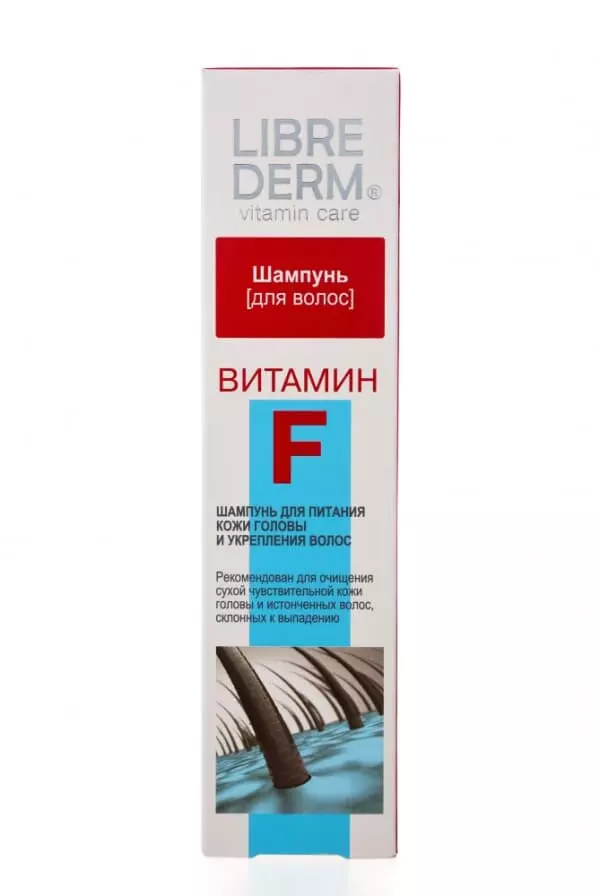 LIBRE
DERM®
vitamin care
Шампунь
[для волос]
ВИТАМИН
F
ШАМПУНЬ ДЛЯ ПИТАНИЯ
КОЖИ ГОЛОВЫ
И УКРЕПЛЕНИЯ ВОЛОС
Рекомендован для очищения
сухой чувствительной кожи
головы и истонченных волос,
склонных к выпадению